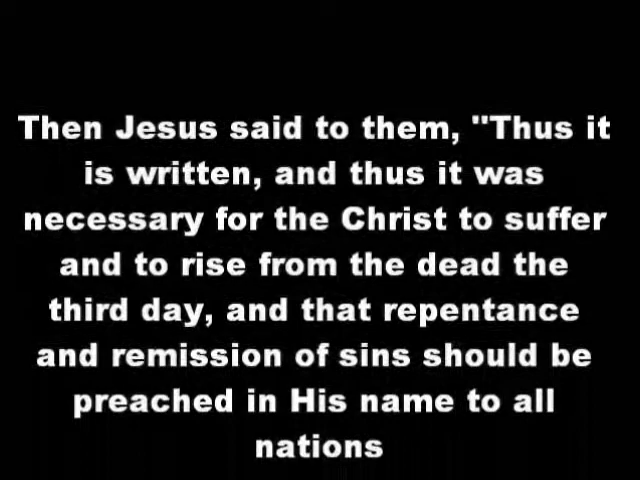 Then Jesus said to them, "Thus it
is written, and thus it was
necessary for the Christ to suffer
and to rise from the dead the
third day, and that repentance
and remission of sins should be
preached in His name to all
nations